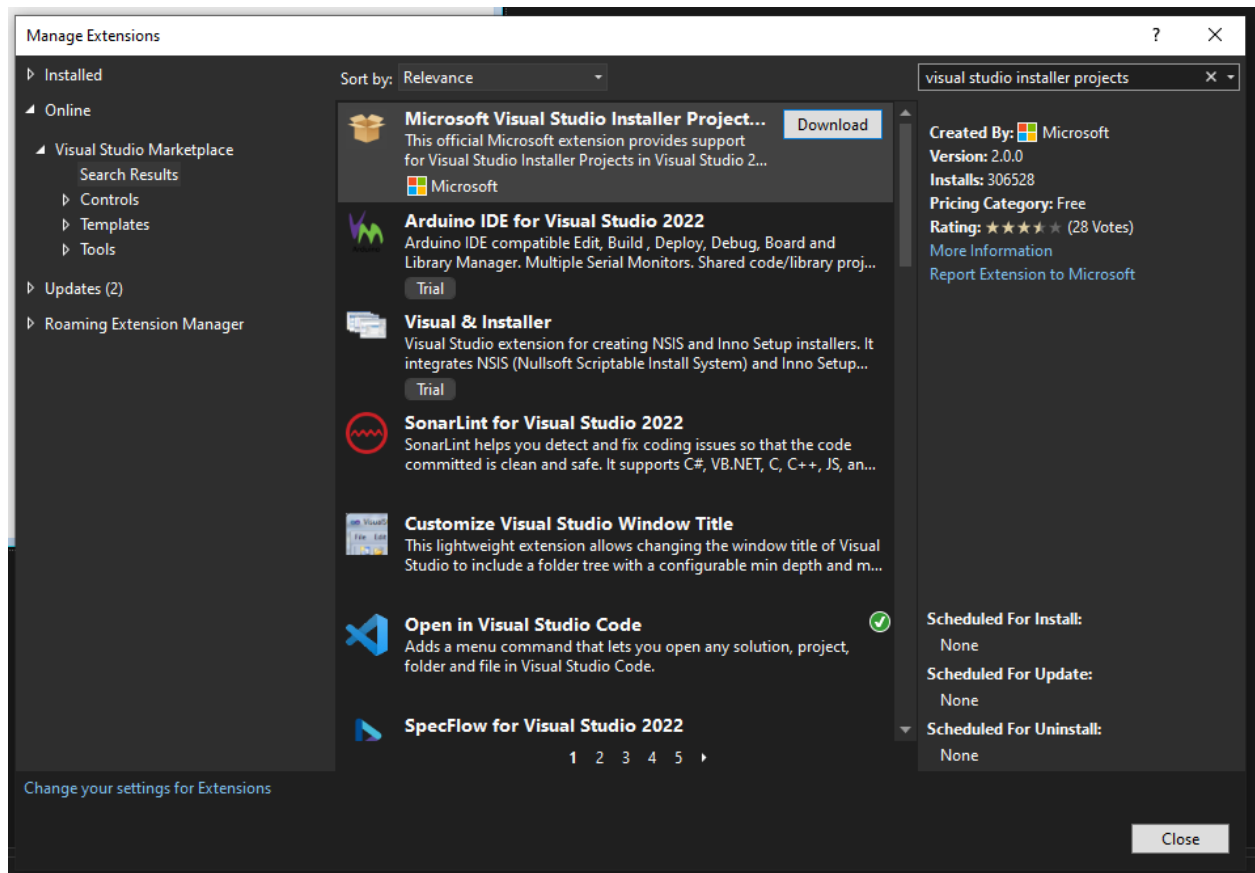 Manage Extensions
?
Installed
Online
Visual Studio Marketplace
Search Results
Controls
Templates
Tools
Updates (2)
Roaming Extension Manager
Sort by: Relevance
Microsoft Visual Studio Installer Project...
Download
This official Microsoft extension provides support
for Visual Studio Installer Projects in Visual Studio 2...
Microsoft
Arduino IDE for Visual Studio 2022
Arduino IDE compatible Edit, Build , Deploy, Debug, Board and
Library Manager. Multiple Serial Monitors. Shared code/library proj...
Trial
Visual & Installer
Visual Studio extension for creating NSIS and Inno Setup installers. It
integrates NSIS (Nullsoft Scriptable Install System) and Inno Setup...
Trial
SonarLint for Visual Studio 2022
SonarLint helps you detect and fix coding issues so that the code
committed is clean and safe. It supports C#, VB.NET, C, C++, JS, an...
Customize Visual Studio Window Title
This lightweight extension allows changing the window title of Visual
Studio to include a folder tree with a configurable min depth and m...
Open in Visual Studio Code
Adds a menu command that lets you open any solution, project,
folder and file in Visual Studio Code.
SpecFlow for Visual Studio 2022
1 2 3 4 5
visual studio installer projects
Created By: Microsoft
Version: 2.0.0
Installs: 306528
Pricing Category: Free
Rating: (28 Votes)
More Information
Report Extension to Microsoft
Scheduled For Install:
None
Scheduled For Update:
None
Scheduled For Uninstall:
None
Change your settings for Extensions
Close